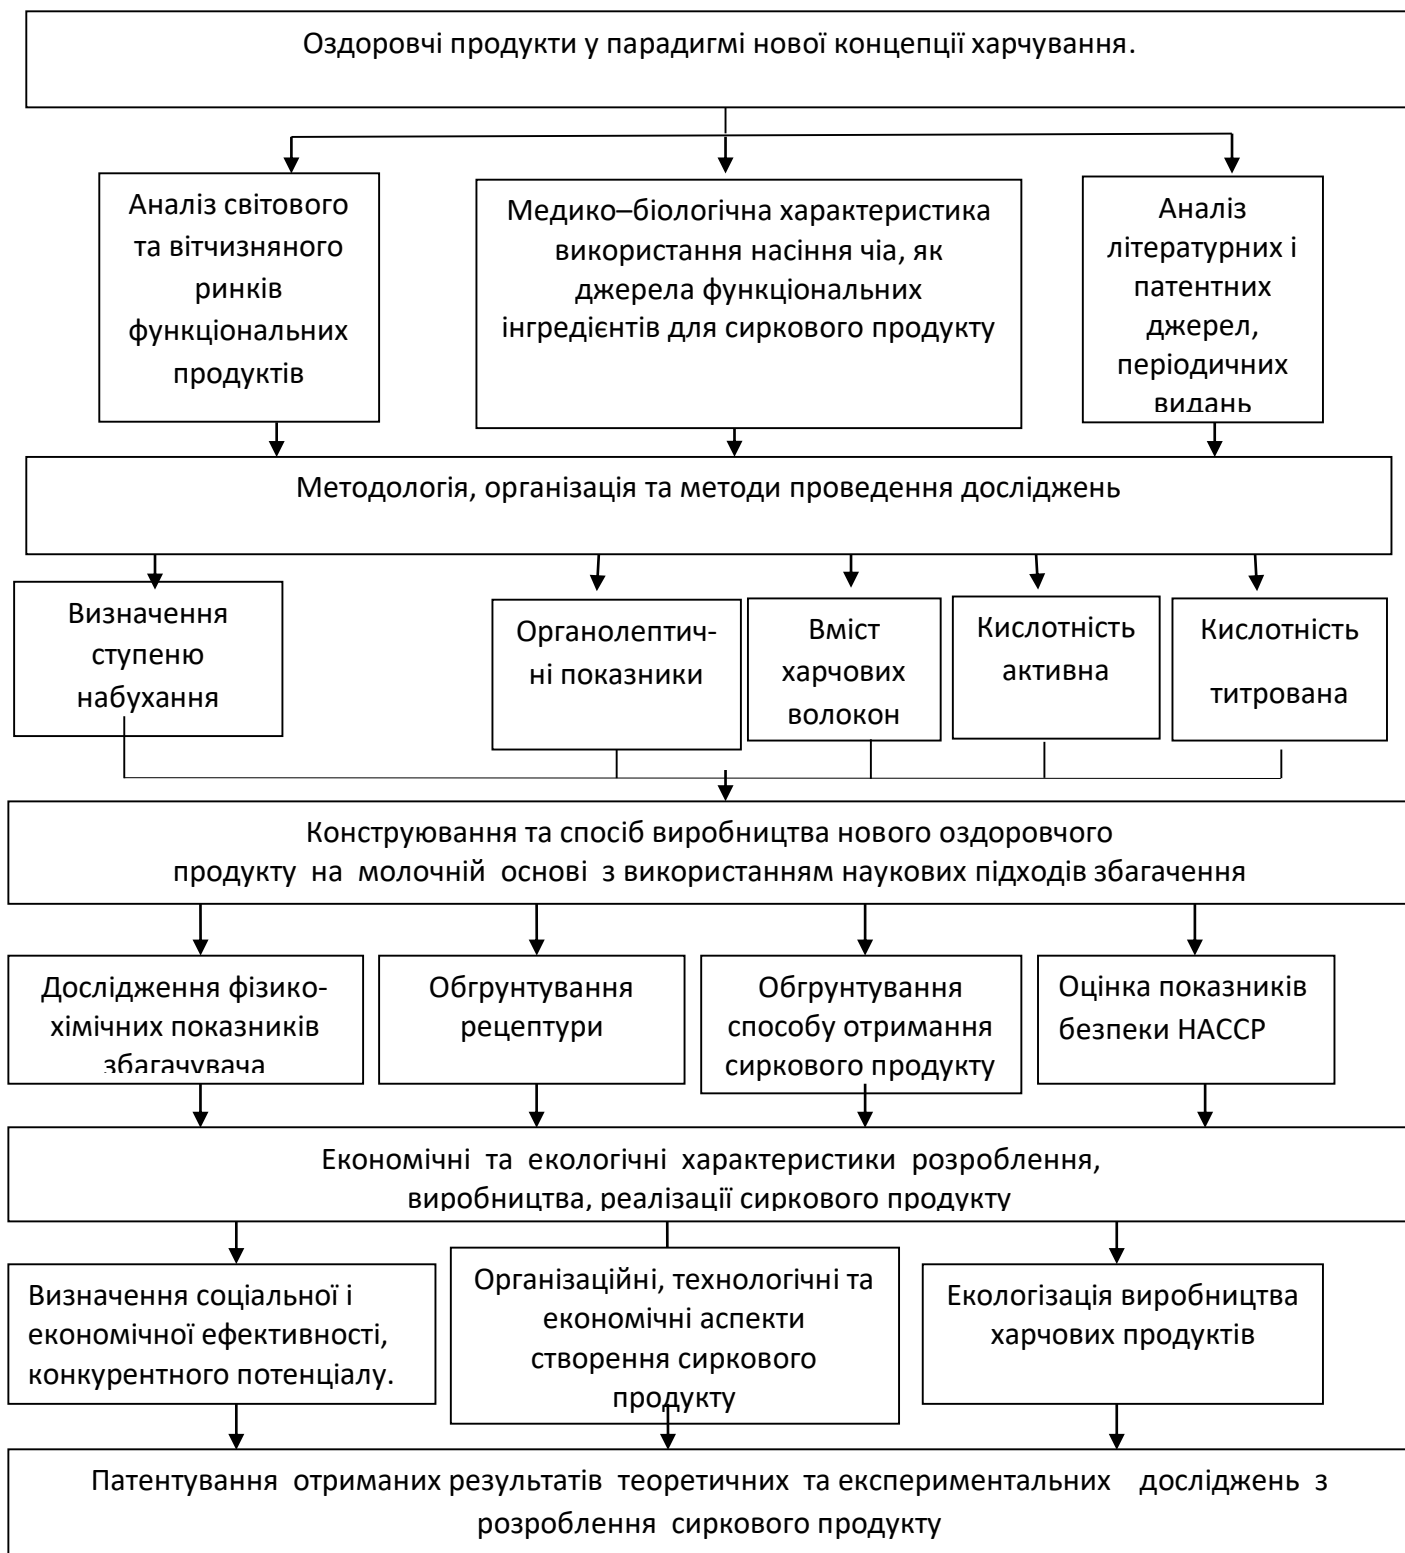 Оздоровчі продукти у парадигмі нової концепції харчування.
Аналіз світового
та вітчизняного
ринків
функціональних
продуктів
Медико–біологічна характеристика
використання насіння чіа, як
джерела функціональних
інгредієнтів для сиркового продукту
Аналіз
літературних і
патентних
джерел,
періодичних
видань
Методологія, організація та методи проведення досліджень
Визначення
ступеню
набухання
Органолептич-
ні показники
Вміст
харчових
волокон
Кислотність
активна
Кислотність
титрована
Конструювання та спосіб виробництва нового оздоровчого
продукту на молочній основі з використанням наукових підходів збагачення
Дослідження фізико-
хімічних показників
збагачувача
Обгрунтування
рецептури
Обгрунтування
способу отримання
сиркового продукту
Оцінка показників
безпеки НАССР
Економічні та екологічні характеристики розроблення,
виробництва, реалізації сиркового продукту
Визначення соціальної і
економічної ефективності,
конкурентного потенціалу.
Організаційні, технологічні та
економічні аспекти
створення сиркового
продукту
Екологізація виробництва
харчових продуктів
Патентування отриманих результатів теоретичних та експериментальних досліджень з
розроблення сиркового продукту